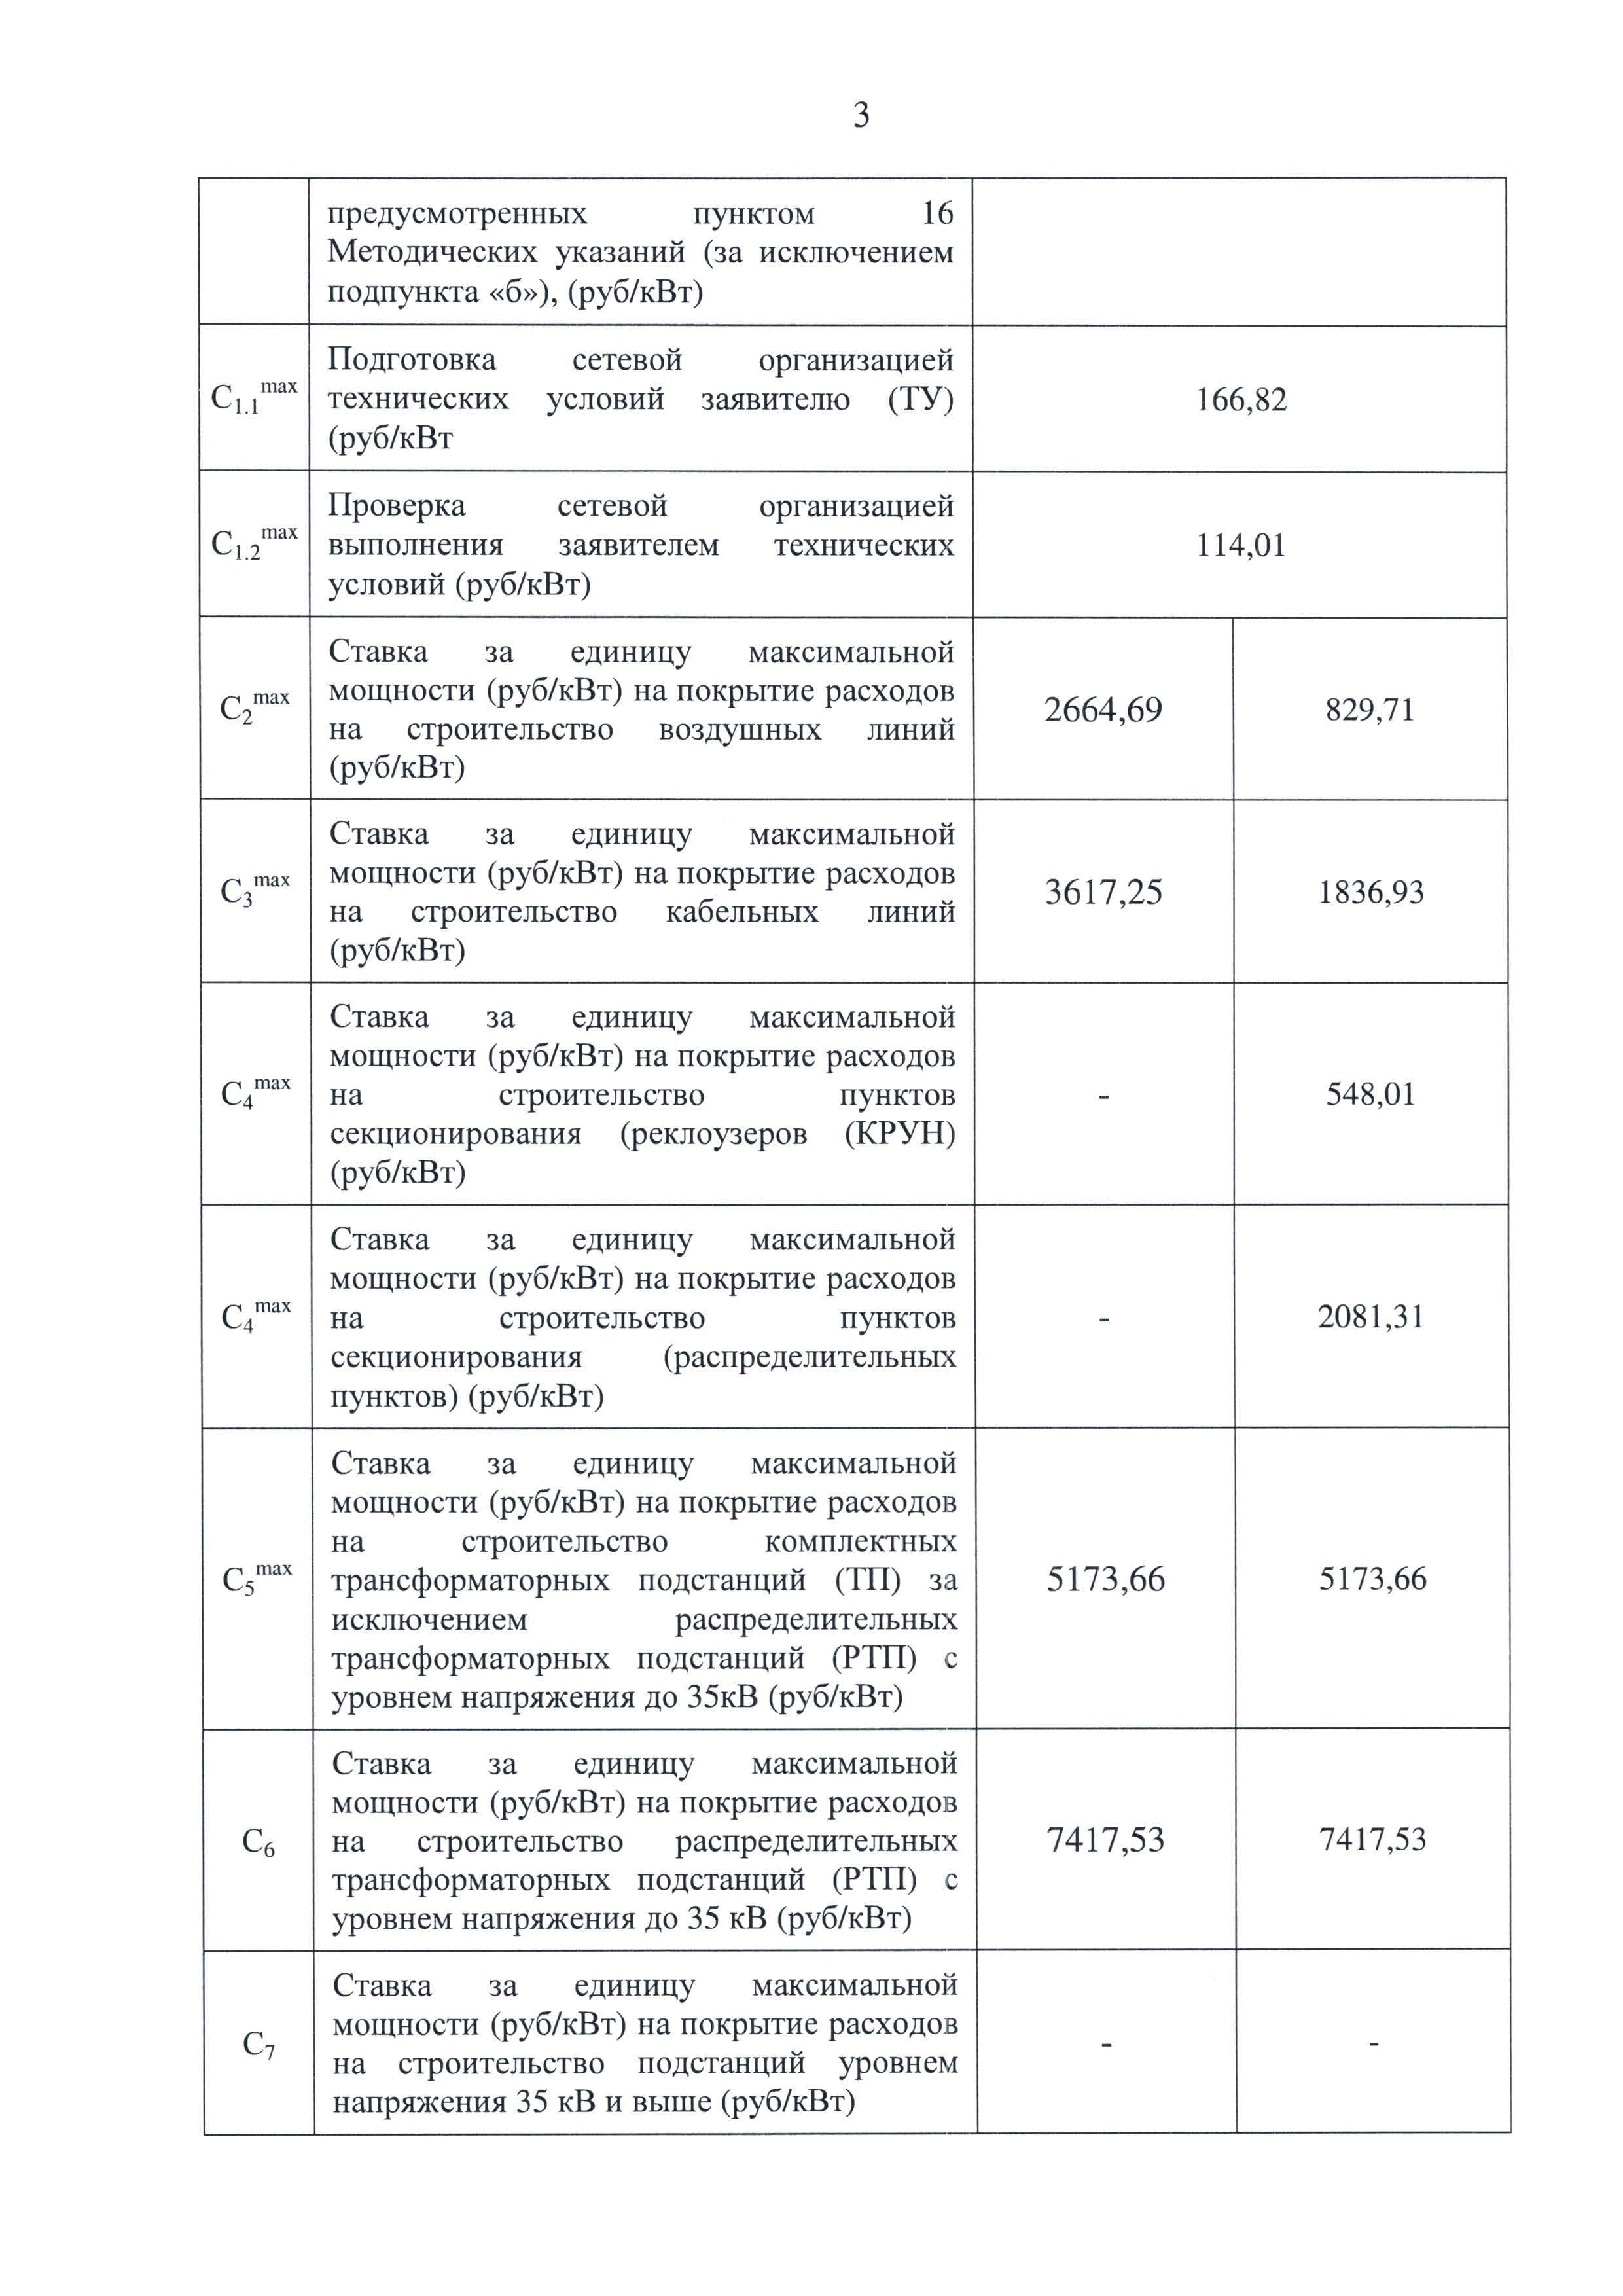 3
предусмотренных пунктом 16
Методических указаний (за исключением
подпункта «б»), (руб/кВт)
С1.1max
Подготовка сетевой организацией
технических условий заявителю (ТУ)
(руб/кВт
166,82
С1.2max
Проверка сетевой организацией
выполнения заявителем технических
условий (руб/кВт)
114,01
С2max
Ставка за единицу максимальной
мощности (руб/кВт) на покрытие расходов
на строительство воздушных линий
(руб/кВт)
2664,69
829,71
С3max
Ставка за единицу максимальной
мощности (руб/кВт) на покрытие расходов
на строительство кабельных линий
(руб/кВт)
3617,25
1836,93
С4max
Ставка за единицу максимальной
мощности (руб/кВт) на покрытие расходов
на строительство пунктов
секционирования (реклоузеров (КРУН)
(руб/кВт)
-
548,01
С4max
Ставка за единицу максимальной
мощности (руб/кВт) на покрытие расходов
на строительство пунктов
секционирования (распределительных
пунктов) (руб/кВт)
-
2081,31
С5max
Ставка за единицу максимальной
мощности (руб/кВт) на покрытие расходов
на строительство комплектных
трансформаторных подстанций (ТП) за
исключением распределительных
трансформаторных подстанций (РТП) с
уровнем напряжения до 35кВ (руб/кВт)
5173,66
5173,66
С6
Ставка за единицу максимальной
мощности (руб/кВт) на покрытие расходов
на строительство распределительных
трансформаторных подстанций (РТП) с
уровнем напряжения до 35 кВ (руб/кВт)
7417,53
7417,53
С7
Ставка за единицу максимальной
мощности (руб/кВт) на покрытие расходов
на строительство подстанций уровнем
напряжения 35 кВ и выше (руб/кВт)
-
-